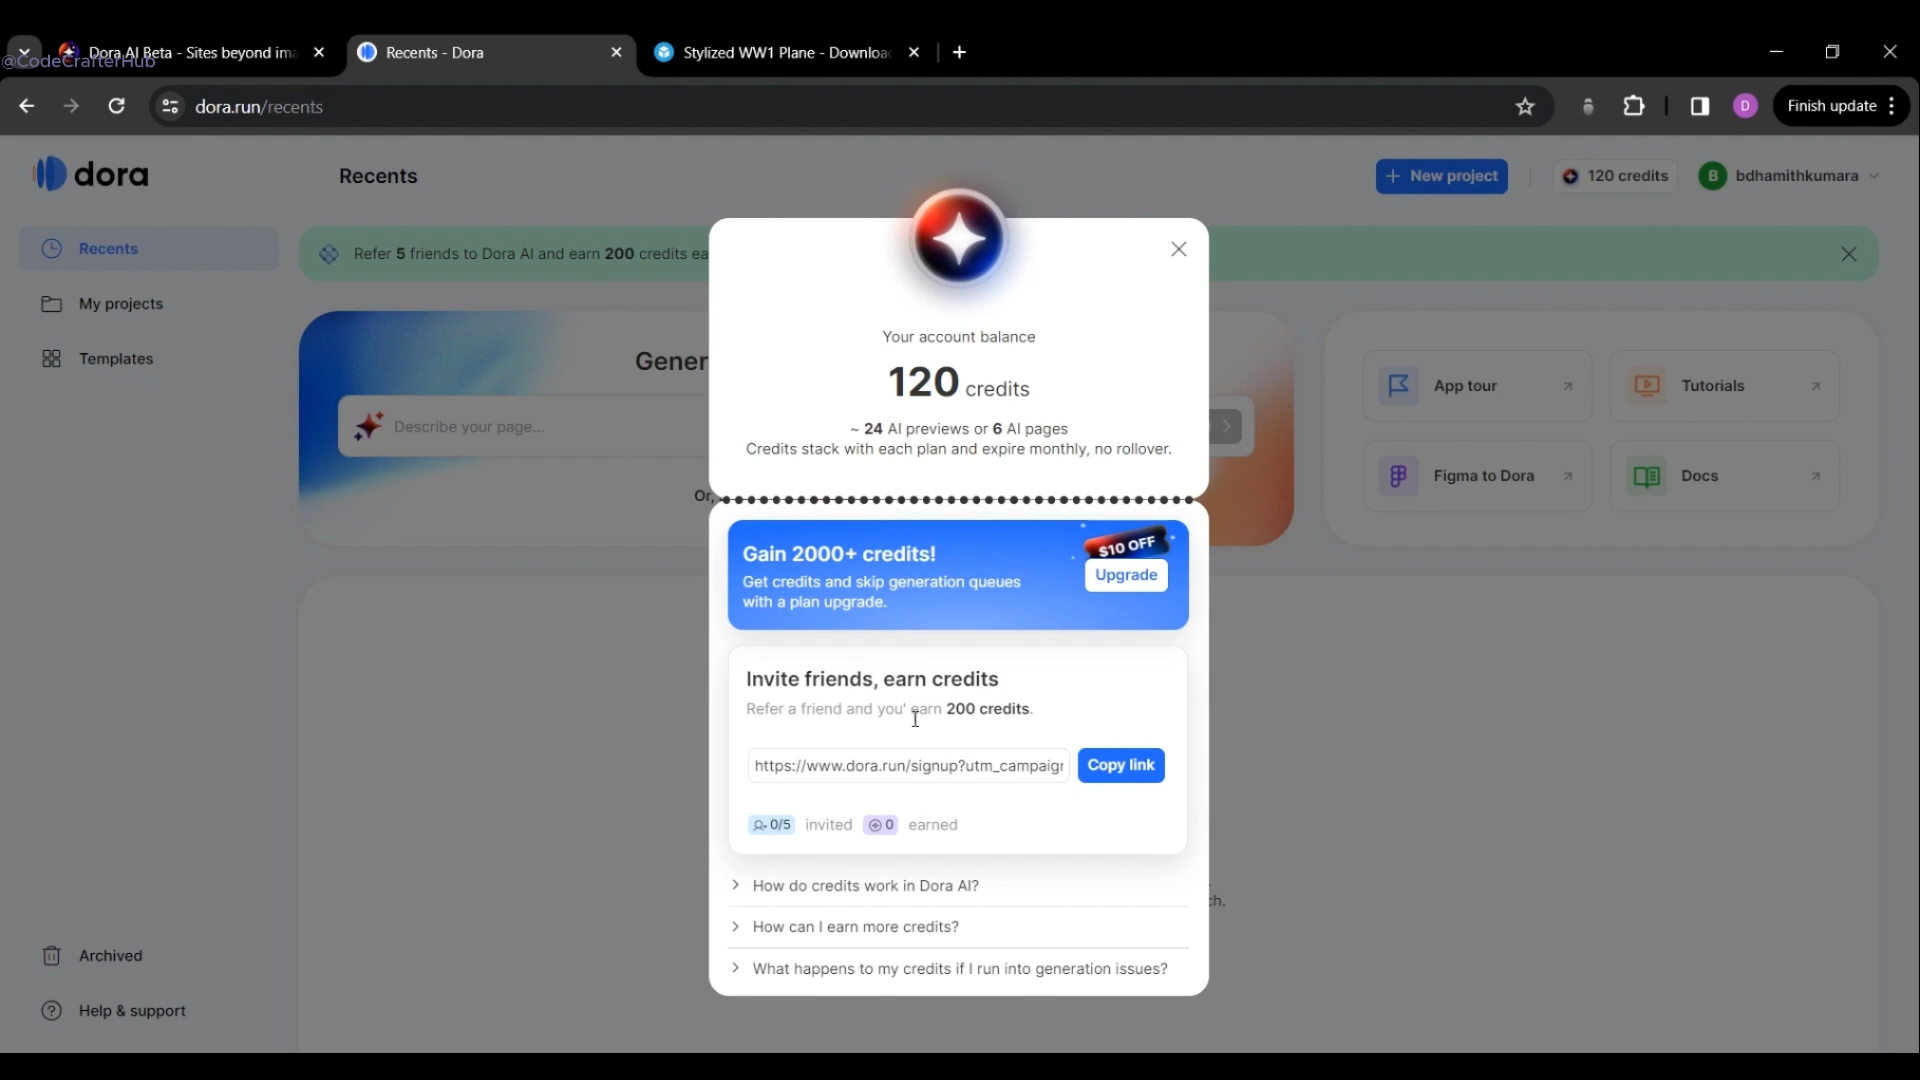 Dora AI Beta - Sites beyond ima
Recents - Dora
Stylized WW1 Plane - Downloa
@CodeCrafterHub
dora.run/recents
D
Finish update
dora
Recents
New project
120 credits
B
bdhamithkumara
Recents
My projects
Templates
Archived
Help & support
Refer 5 friends to Dora AI and earn 200 credits ea
Gener
Describe your page...
Or,
App tour
Tutorials
Figma to Dora
Docs
Your account balance
120 credits
~ 24 AI previews or 6 AI pages
Credits stack with each plan and expire monthly, no rollover.
Gain 2000+ credits!
Get credits and skip generation queues
with a plan upgrade.
$10 OFF
Upgrade
Invite friends, earn credits
Refer a friend and you' earn 200 credits.
https://www.dora.run/signup?utm_campaign
Copy link
0/5 invited 0 earned
How do credits work in Dora AI?
ch.
How can I earn more credits?
What happens to my credits if I run into generation issues?